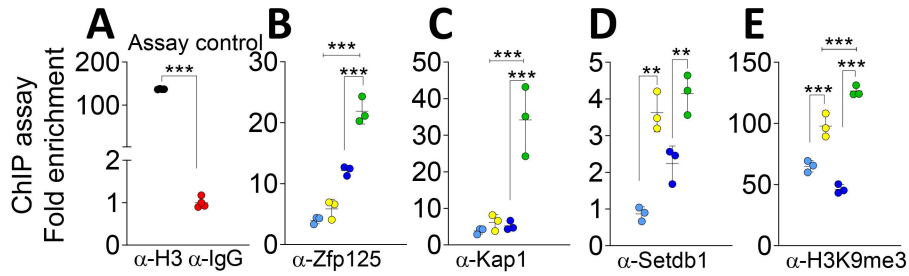 A
B
C
D
E
Assay control
ChIP assay
Fold enrichment
***
200
100
2
1
0
α-H3 α-IgG
***
***
30
20
10
0
α-Zfp125
***
***
50
40
30
20
10
0
α-Kap1
**
**
5
4
3
2
1
0
α-Setdb1
***
***
***
150
100
50
0
α-H3K9me3